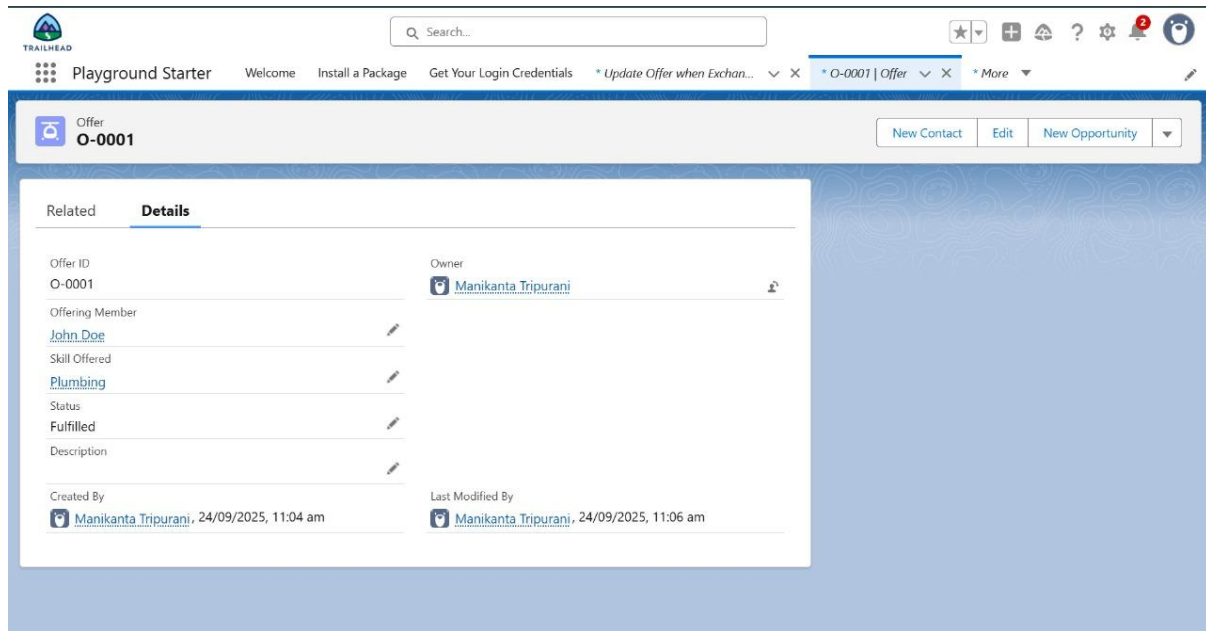 TRAILHEAD
Search...
2
Playground Starter Welcome Install a Package Get Your Login Credentials * Update Offer when Exchan... * O-0001 | Offer * More
Offer
O-0001
New Contact Edit New Opportunity
Related Details
Offer ID
O-0001
Owner
Manikanta Tripurani
Offering Member
John Doe
Skill Offered
Plumbing
Status
Fulfilled
Description
Created By
Manikanta Tripurani, 24/09/2025, 11:04 am
Last Modified By
Manikanta Tripurani, 24/09/2025, 11:06 am